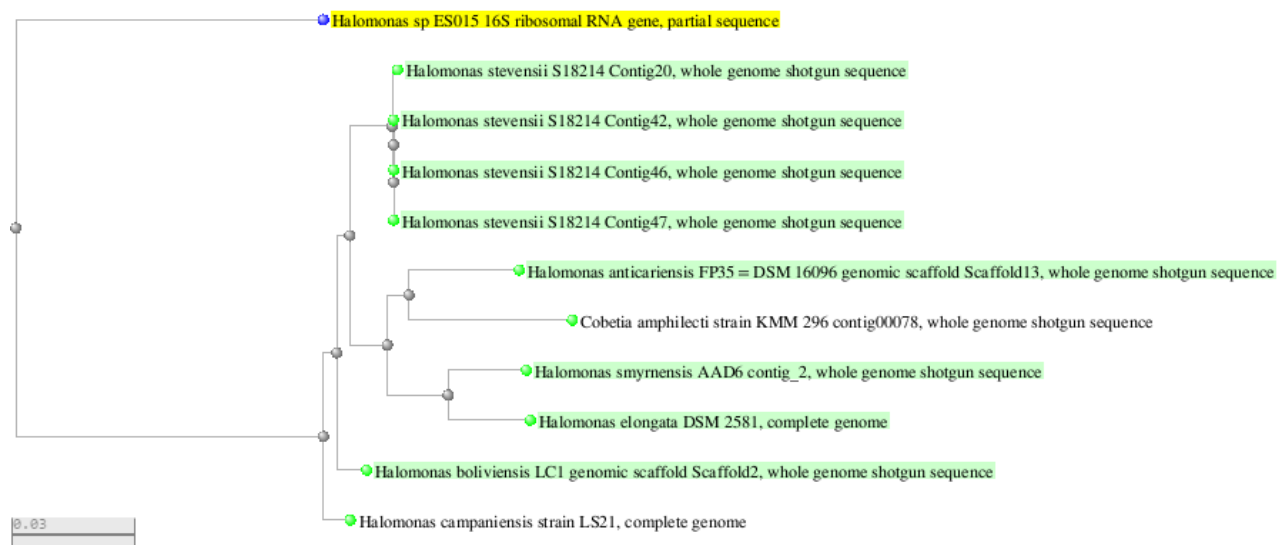 Halomonas sp ES015 16S ribosomal RNA gene, partial sequence
Halomonas stevensii S18214 Contig20, whole genome shotgun sequence
Halomonas stevensii S18214 Contig42, whole genome shotgun sequence
Halomonas stevensii S18214 Contig46, whole genome shotgun sequence
Halomonas stevensii S18214 Contig47, whole genome shotgun sequence
Halomonas anticariensis FP35 = DSM 16096 genomic scaffold Scaffold13, whole genome shotgun sequence
Cobetia amphilecti strain KMM 296 contig00078, whole genome shotgun sequence
Halomonas smyrnensis AAD6 contig_2, whole genome shotgun sequence
Halomonas elongata DSM 2581, complete genome
Halomonas boliviensis LC1 genomic scaffold Scaffold2, whole genome shotgun sequence
Halomonas campaniensis strain LS21, complete genome
0.03